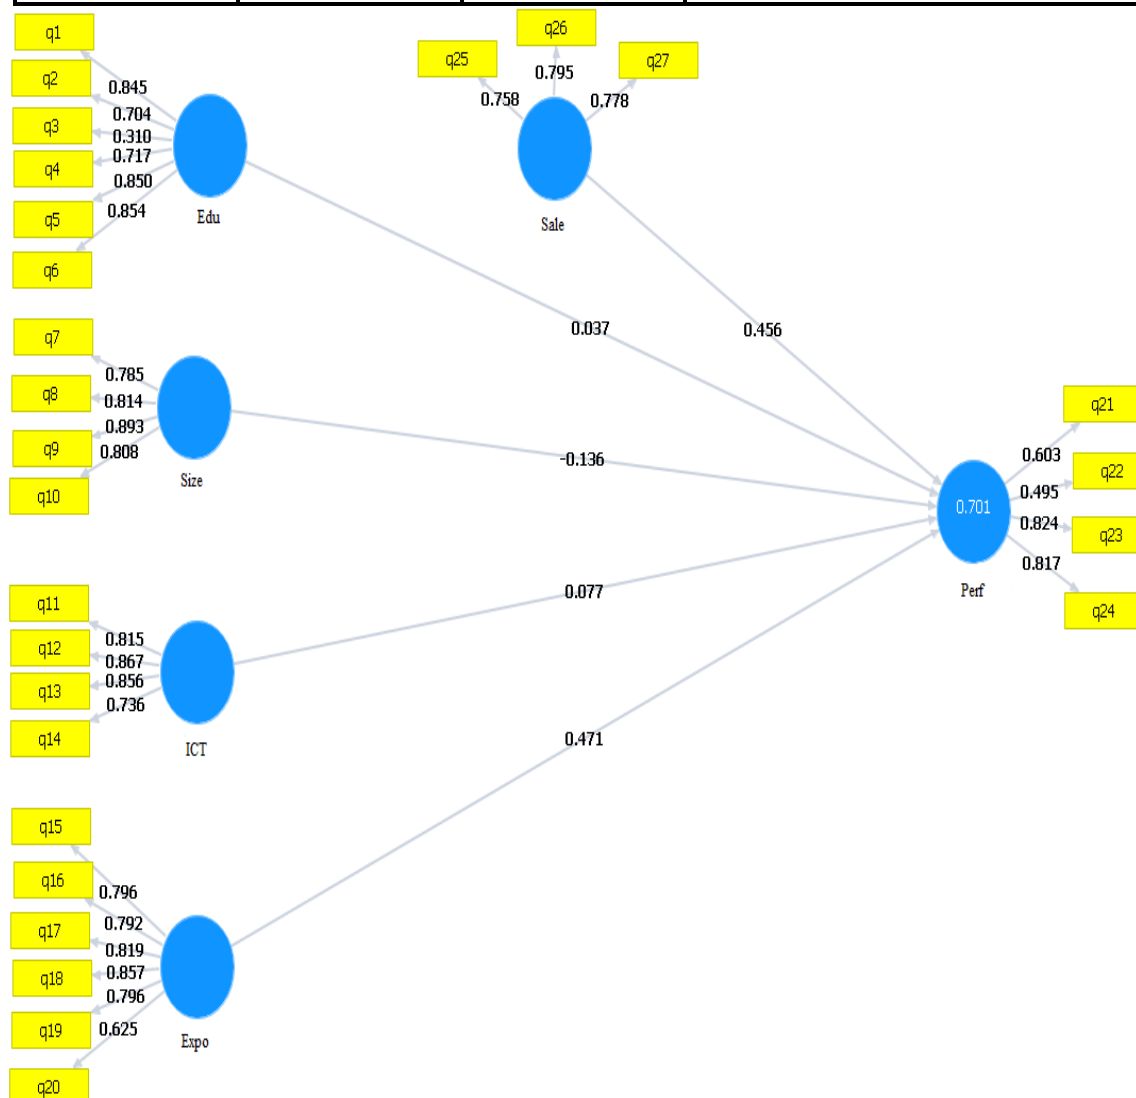 q1
q2
q3
q4
q5
q6
0.845
0.704
0.310
0.717
0.850
0.854
Edu
q25
q26
q27
0.758
0.795
0.778
Sale
0.037
0.456
q7
q8
q9
q10
0.785
0.814
0.893
0.808
Size
-0.136
q21
q22
q23
q24
0.603
0.495
0.824
0.817
0.701
Perf
q11
q12
q13
q14
0.815
0.867
0.856
0.736
ICT
0.077
0.471
q15
q16
q17
q18
q19
q20
0.796
0.792
0.819
0.857
0.796
0.625
Expo